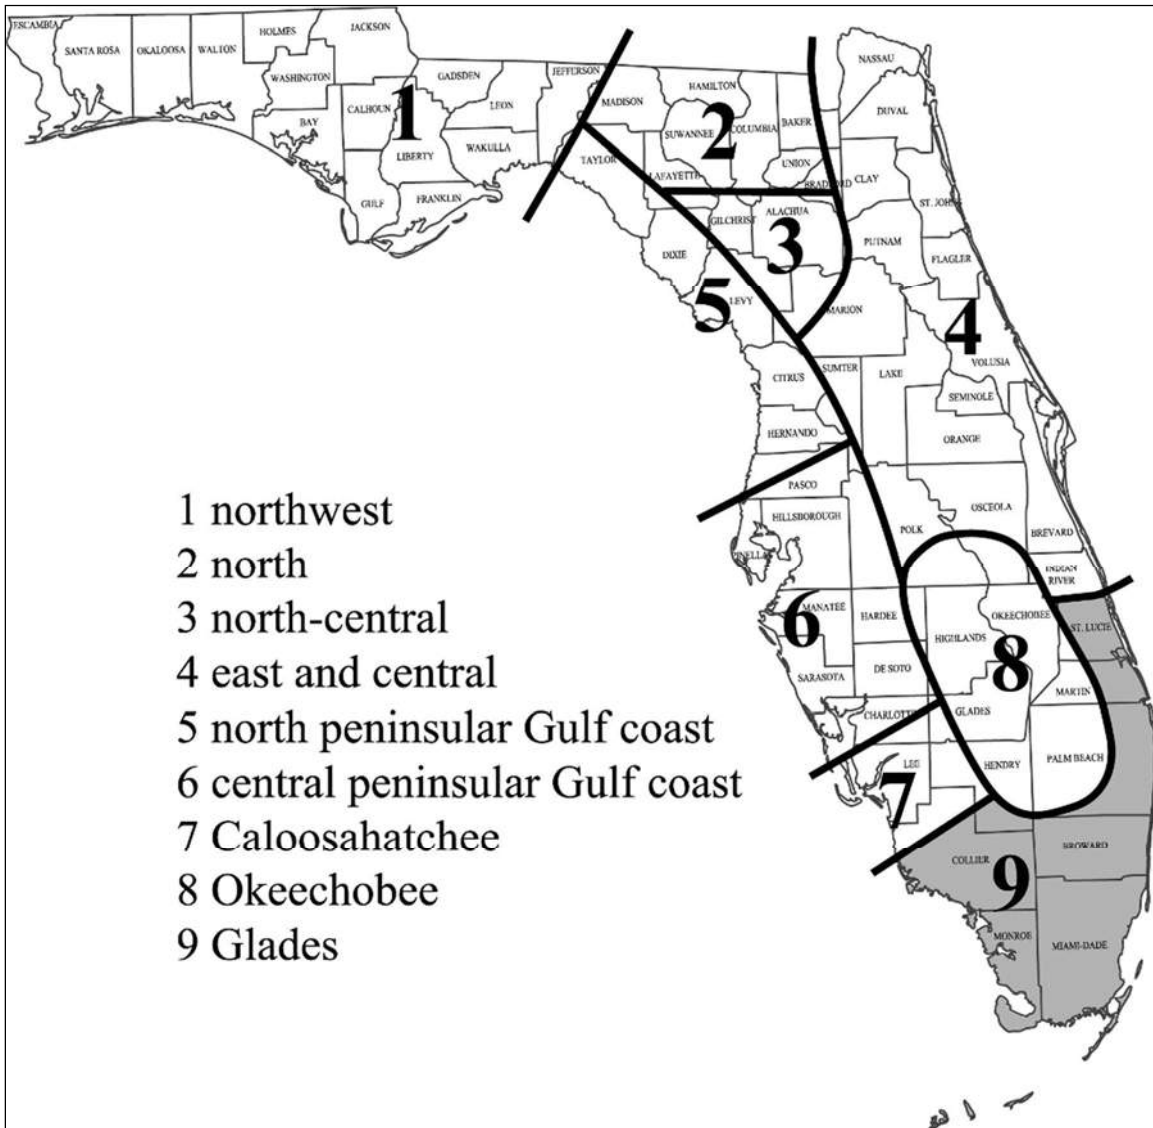 ESCAMBIA
SANTA ROSA
OKALOOSA
WALTON
HOLMES
JACKSON
WASHINGTON
BAY
CALHOUN
1
GADSDEN
LEON
LIBERTY
WAKULLA
GULF
FRANKLIN
JEFFERSON
MADISON
HAMILTON
TAYLOR
SUWANNEE
2
COLUMBIA
BAKER
LAFAYETTE
UNION
BRADFORD
NASSAU
DUVAL
CLAY
ST. JOHNS
GILCHRIST
ALACHUA
3
PUTNAM
DIXIE
FLAGLER
5
LEVY
MARION
4
VOLUSIA
CITRUS
SUMTER
LAKE
SEMINOLE
HERNANDO
ORANGE
PASCO
HILLSBOROUGH
PINELLAS
POLK
OSCEOLA
BREVARD
INDIAN
RIVER
6
MANATEE
HARDEE
HIGHLANDS
OKEECHOBEE
8
ST. LUCIE
SARASOTA
DE SOTO
MARTIN
CHARLOTTE
GLADES
LEE
7
HENDRY
PALM BEACH
COLLIER
9
BROWARD
MONROE
MIAMI-DADE
1 northwest
2 north
3 north-central
4 east and central
5 north peninsular Gulf coast
6 central peninsular Gulf coast
7 Caloosahatchee
8 Okeechobee
9 Glades